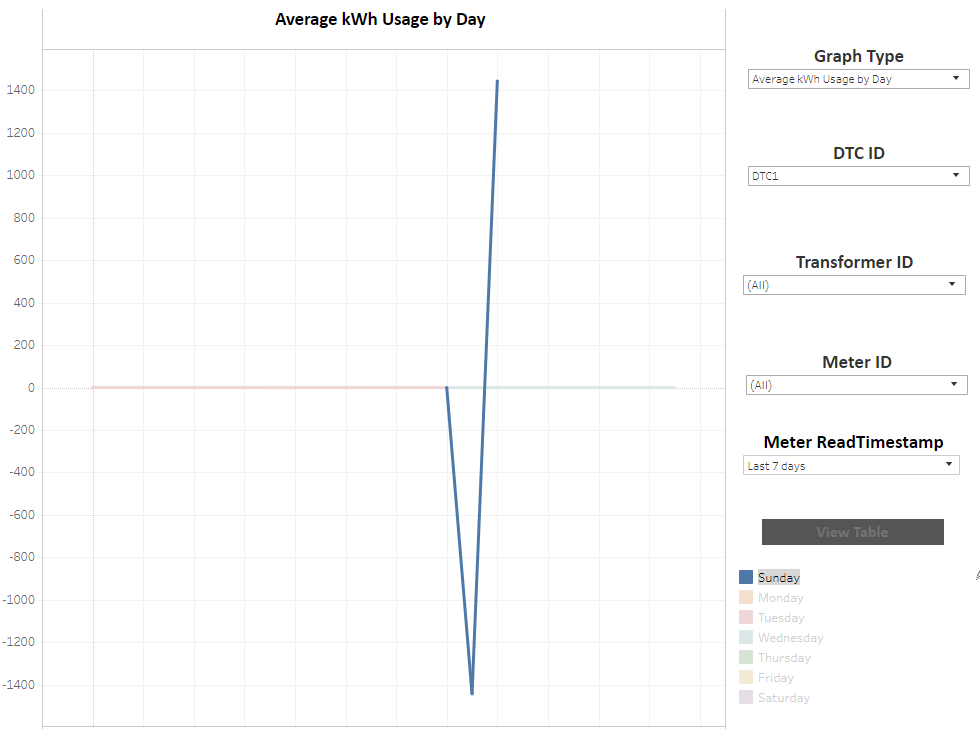 Average kWh Usage by Day
1400
1200
1000
800
600
400
200
0
-200
-400
-600
-800
-1000
-1200
-1400
Graph Type
Average kWh Usage by Day
DTC ID
DTC1
Transformer ID
(All)
Meter ID
(All)
Meter ReadTimestamp
Last 7 days
View Table
Sunday
Monday
Tuesday
Wednesday
Thursday
Friday
Saturday